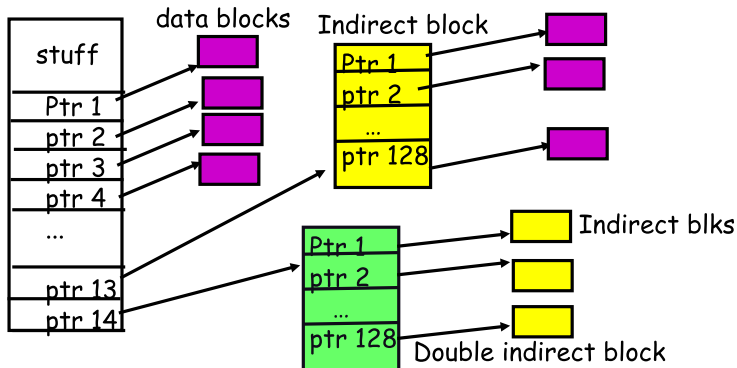 data blocks
Indirect block
stuff
Ptr 1
ptr 2
ptr 3
ptr 4
...
ptr 13
ptr 14
Ptr 1
ptr 2
...
ptr 128
Ptr 1
ptr 2
...
ptr 128
Indirect blks
Double indirect block